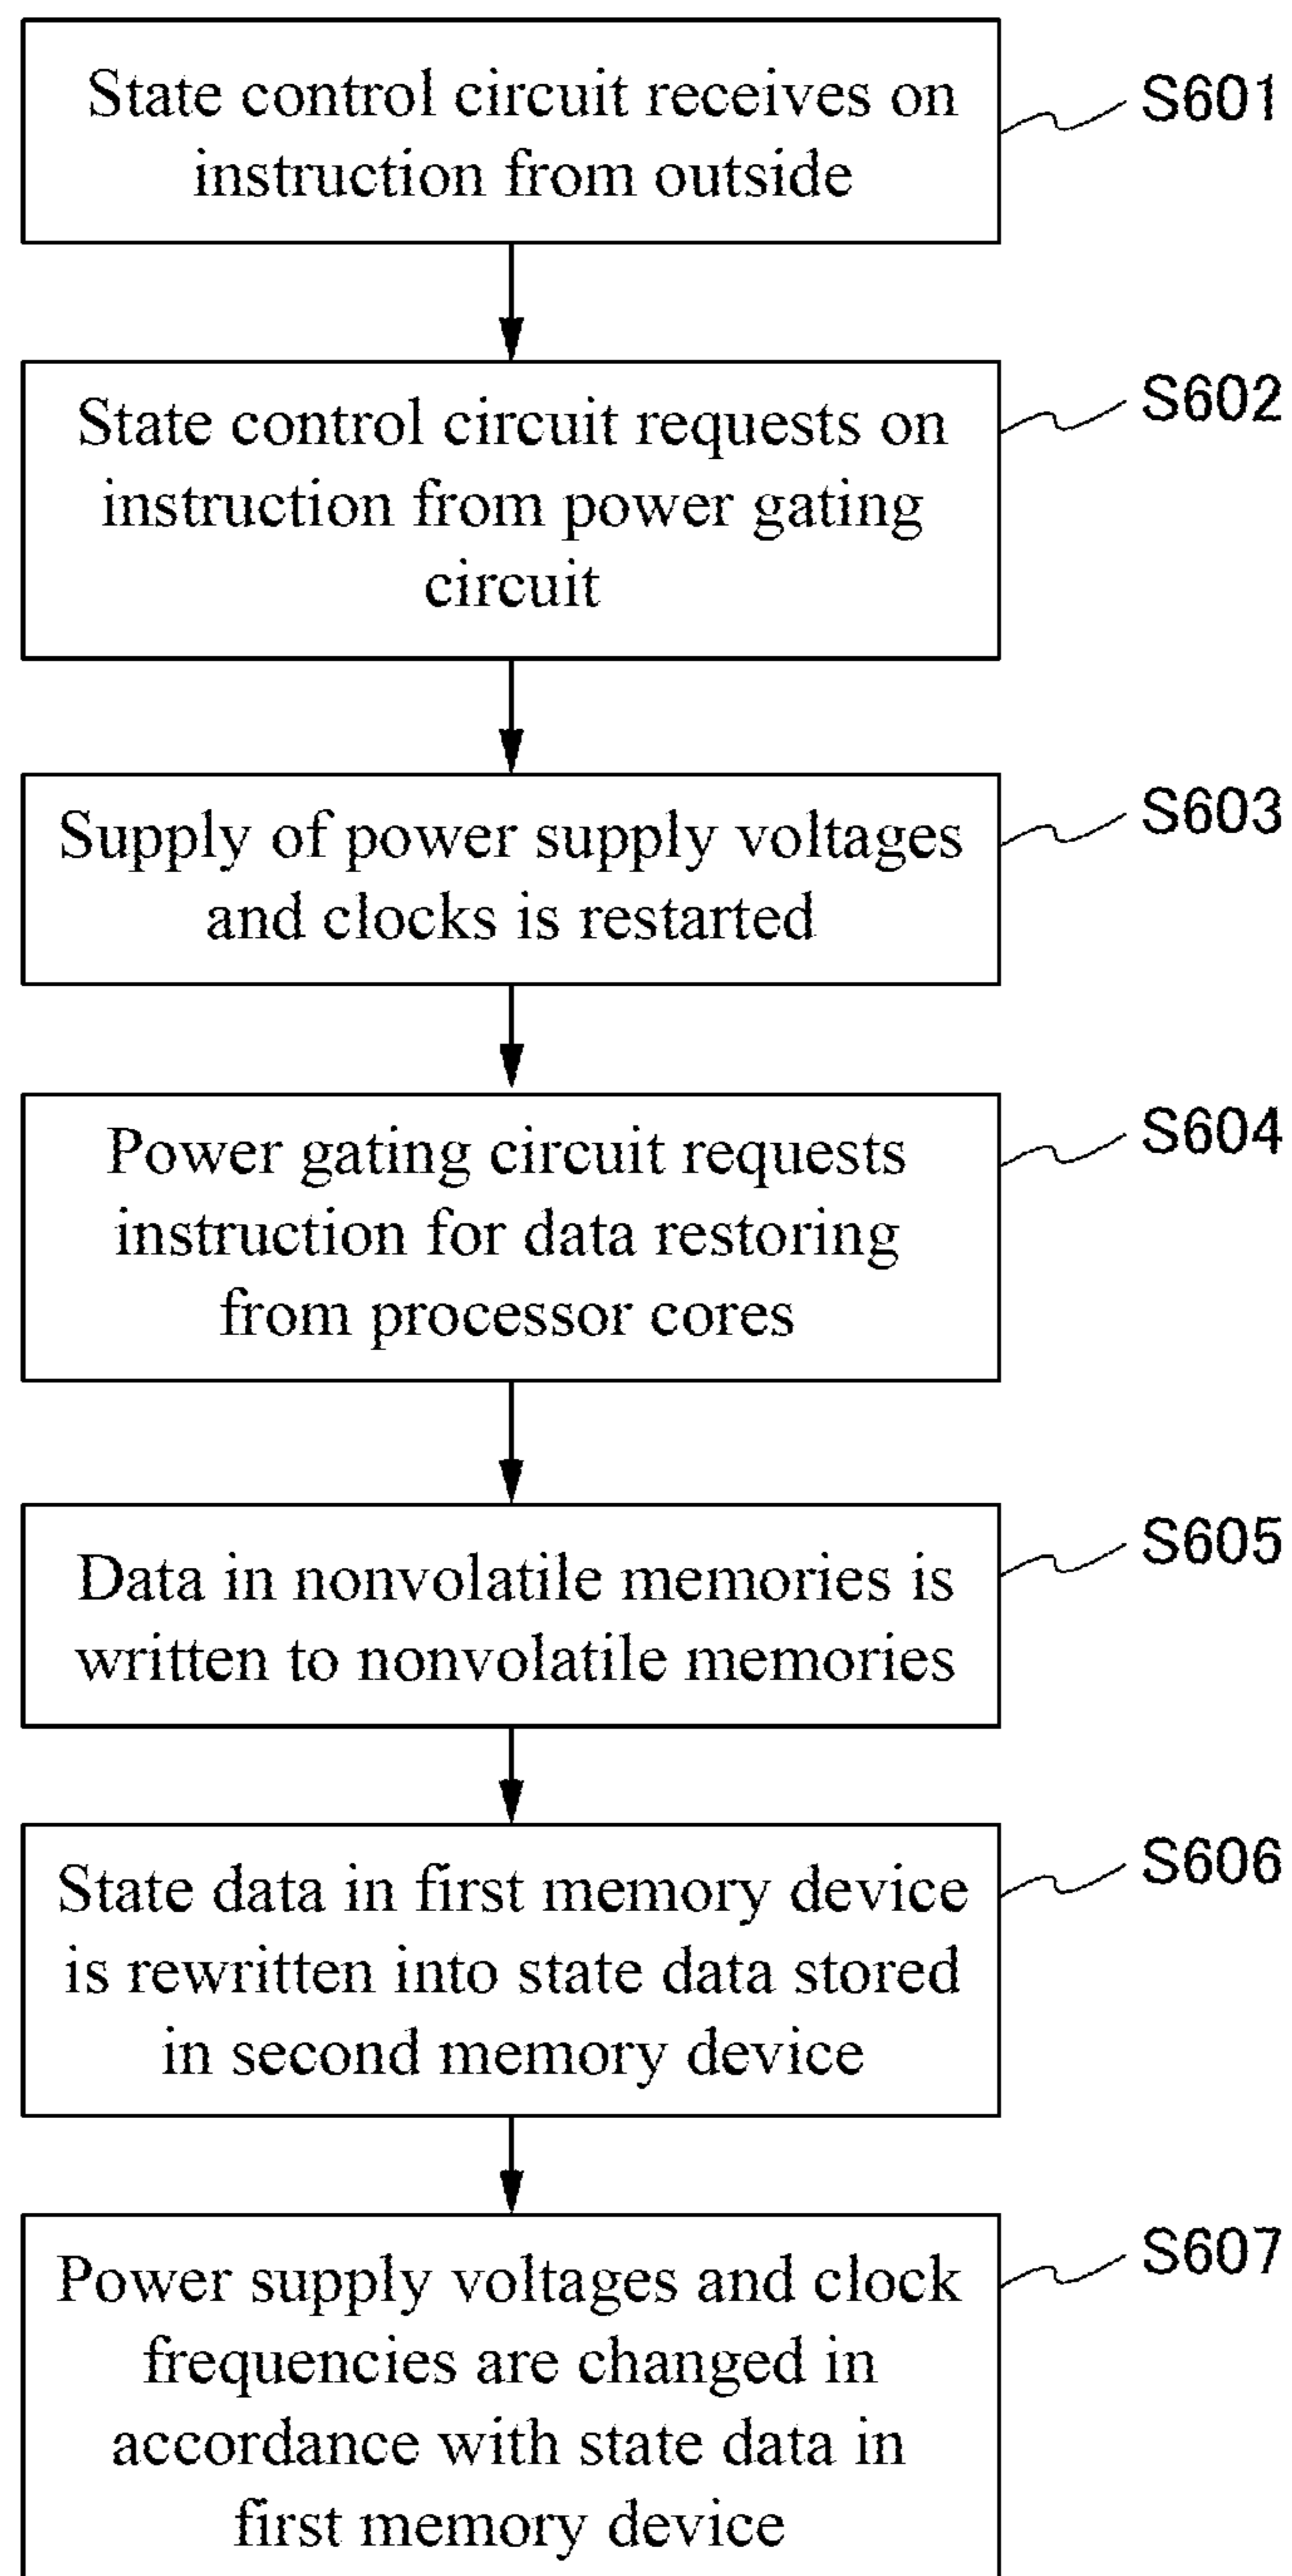 State control circuit receives on
instruction from outside
S601
State control circuit requests on
instruction from power gating
circuit
S602
Supply of power supply voltages
and clocks is restarted
S603
Power gating circuit requests
instruction for data restoring
from processor cores
S604
Data in nonvolatile memories is
written to nonvolatile memories
S605
State data in first memory device
is rewritten into state data stored
in second memory device
S606
Power supply voltages and clock
frequencies are changed in
accordance with state data in
first memory device
S607